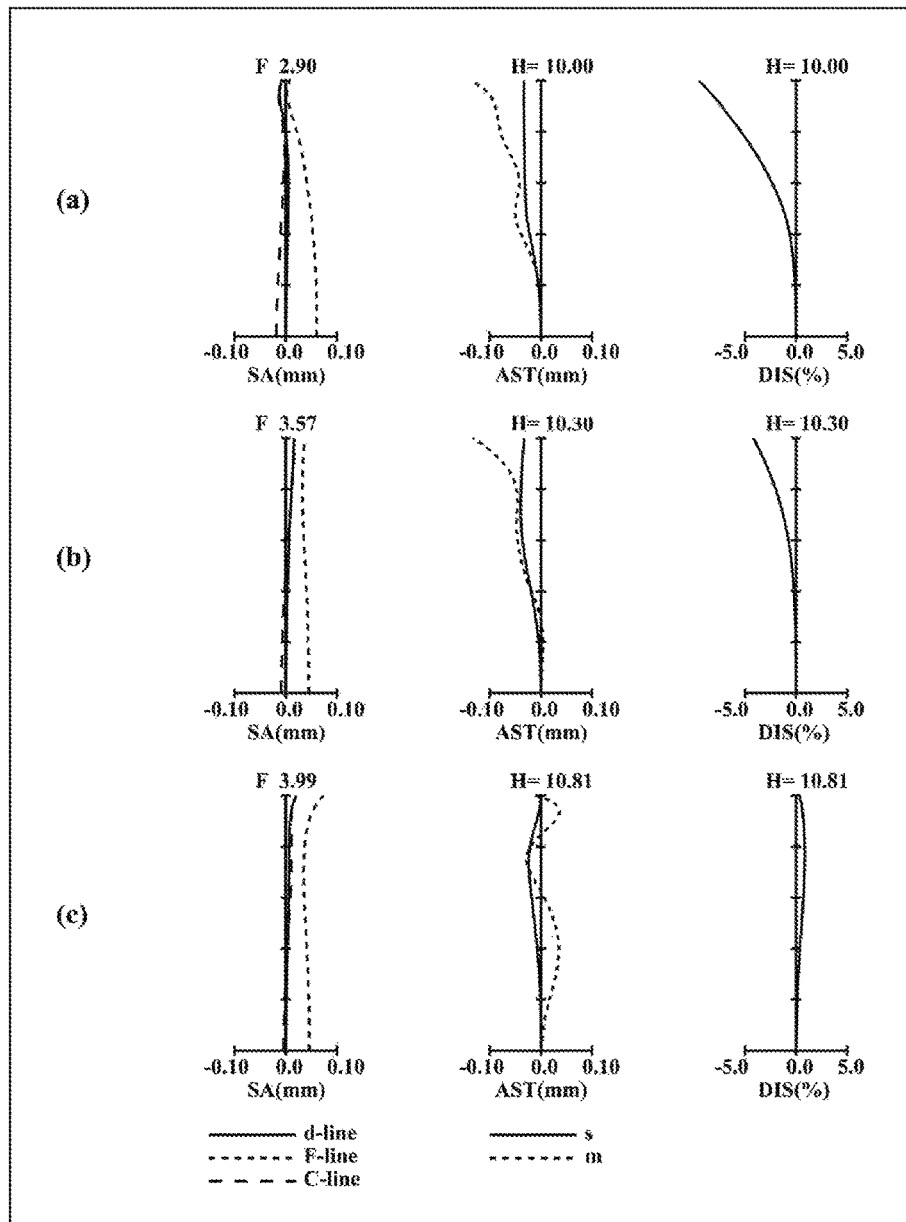 F 2.90 H= 10.00 H= 10.00
(a)
-0.10 0.0 0.10 -0.10 0.0 0.10 -5.0 0.0 5.0
SA(mm) AST(mm) DIS(%)
F 3.57 H= 10.30 H= 10.30
(b)
-0.10 0.0 0.10 -0.10 0.0 0.10 -5.0 0.0 5.0
SA(mm) AST(mm) DIS(%)
F 3.99 H= 10.81 H= 10.81
(c)
-0.10 0.0 0.10 -0.10 0.0 0.10 -5.0 0.0 5.0
SA(mm) AST(mm) DIS(%)
d-line s
F-line m
C-line